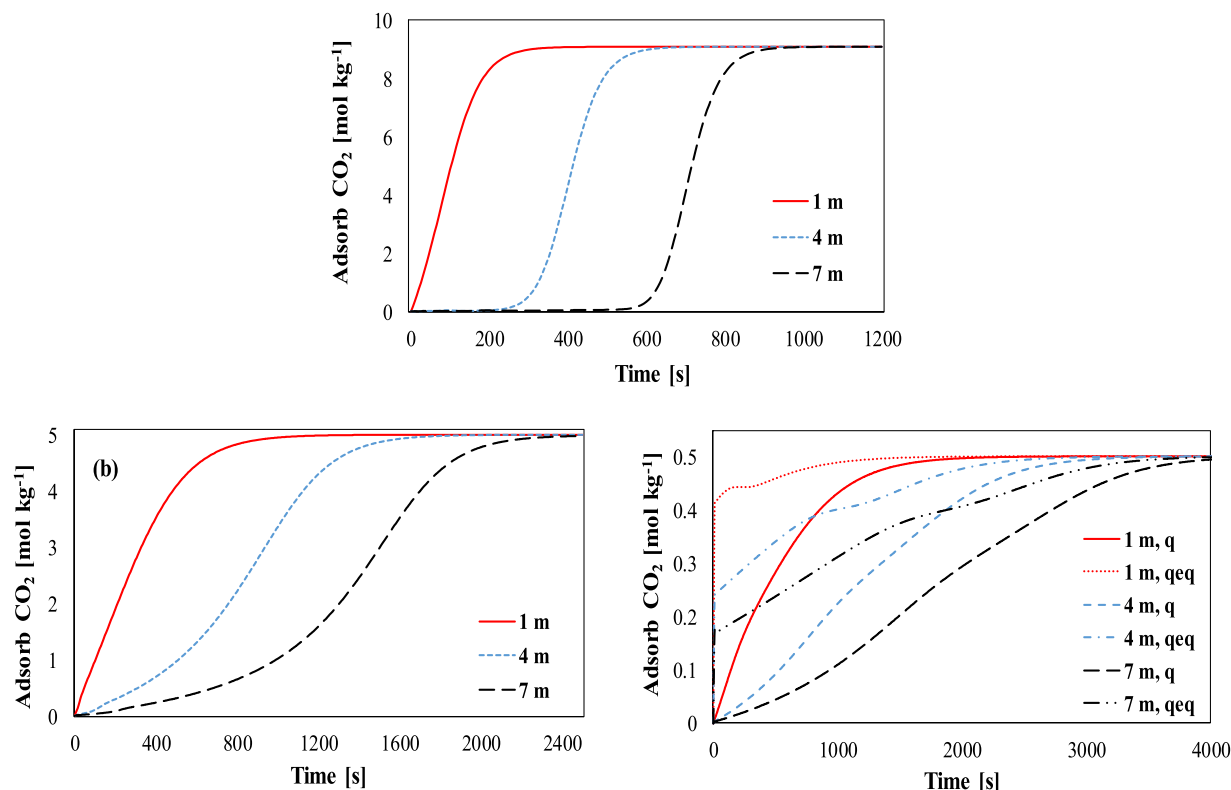 10
8
6
4
2
0
Adsorb CO₂ [mol kg⁻¹]
1 m
4 m
7 m
0 200 400 600 800 1000 1200
Time [s]
(b)
5
4
3
2
1
0
Adsorb CO₂ [mol kg⁻¹]
1 m
4 m
7 m
0 400 800 1200 1600 2000 2400
Time [s]
0.5
0.4
0.3
0.2
0.1
0
Adsorb CO₂ [mol kg⁻¹]
1 m, q
1 m, qeq
4 m, q
4 m, qeq
7 m, q
7 m, qeq
0 1000 2000 3000 4000
Time [s]